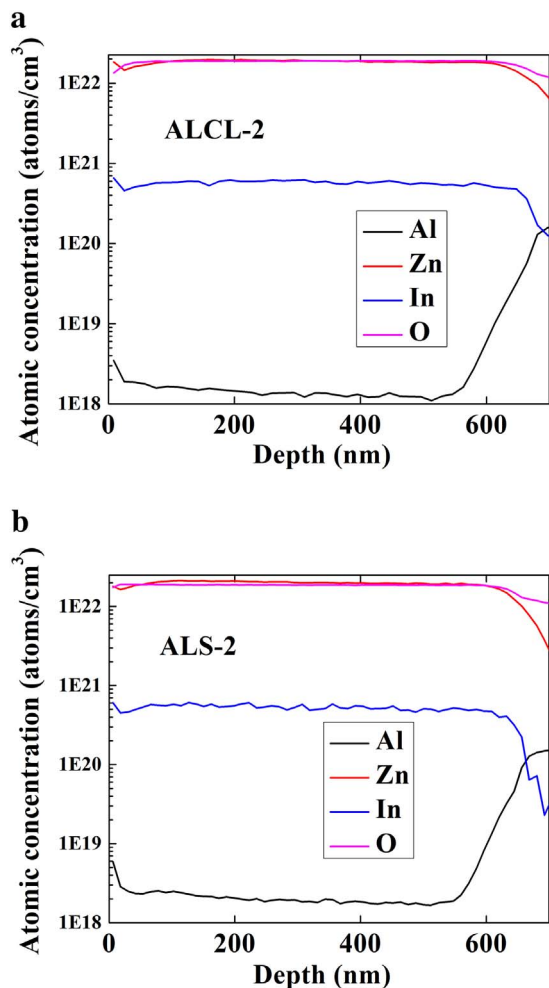 a
Atomic concentration (atoms/cm³)
1E22
1E21
1E20
1E19
1E18
ALCL-2
Al
Zn
In
O
0
200
400
600
Depth (nm)
b
Atomic concentration (atoms/cm³)
1E22
1E21
1E20
1E19
1E18
ALS-2
Al
Zn
In
O
0
200
400
600
Depth (nm)